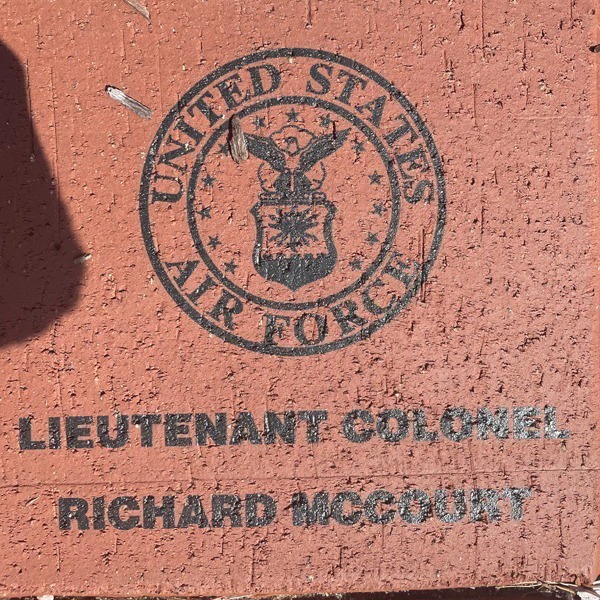 UNITED STATES
AIR FORCE
LIEUTENANT COLONEL
RICHARD MCCOURT